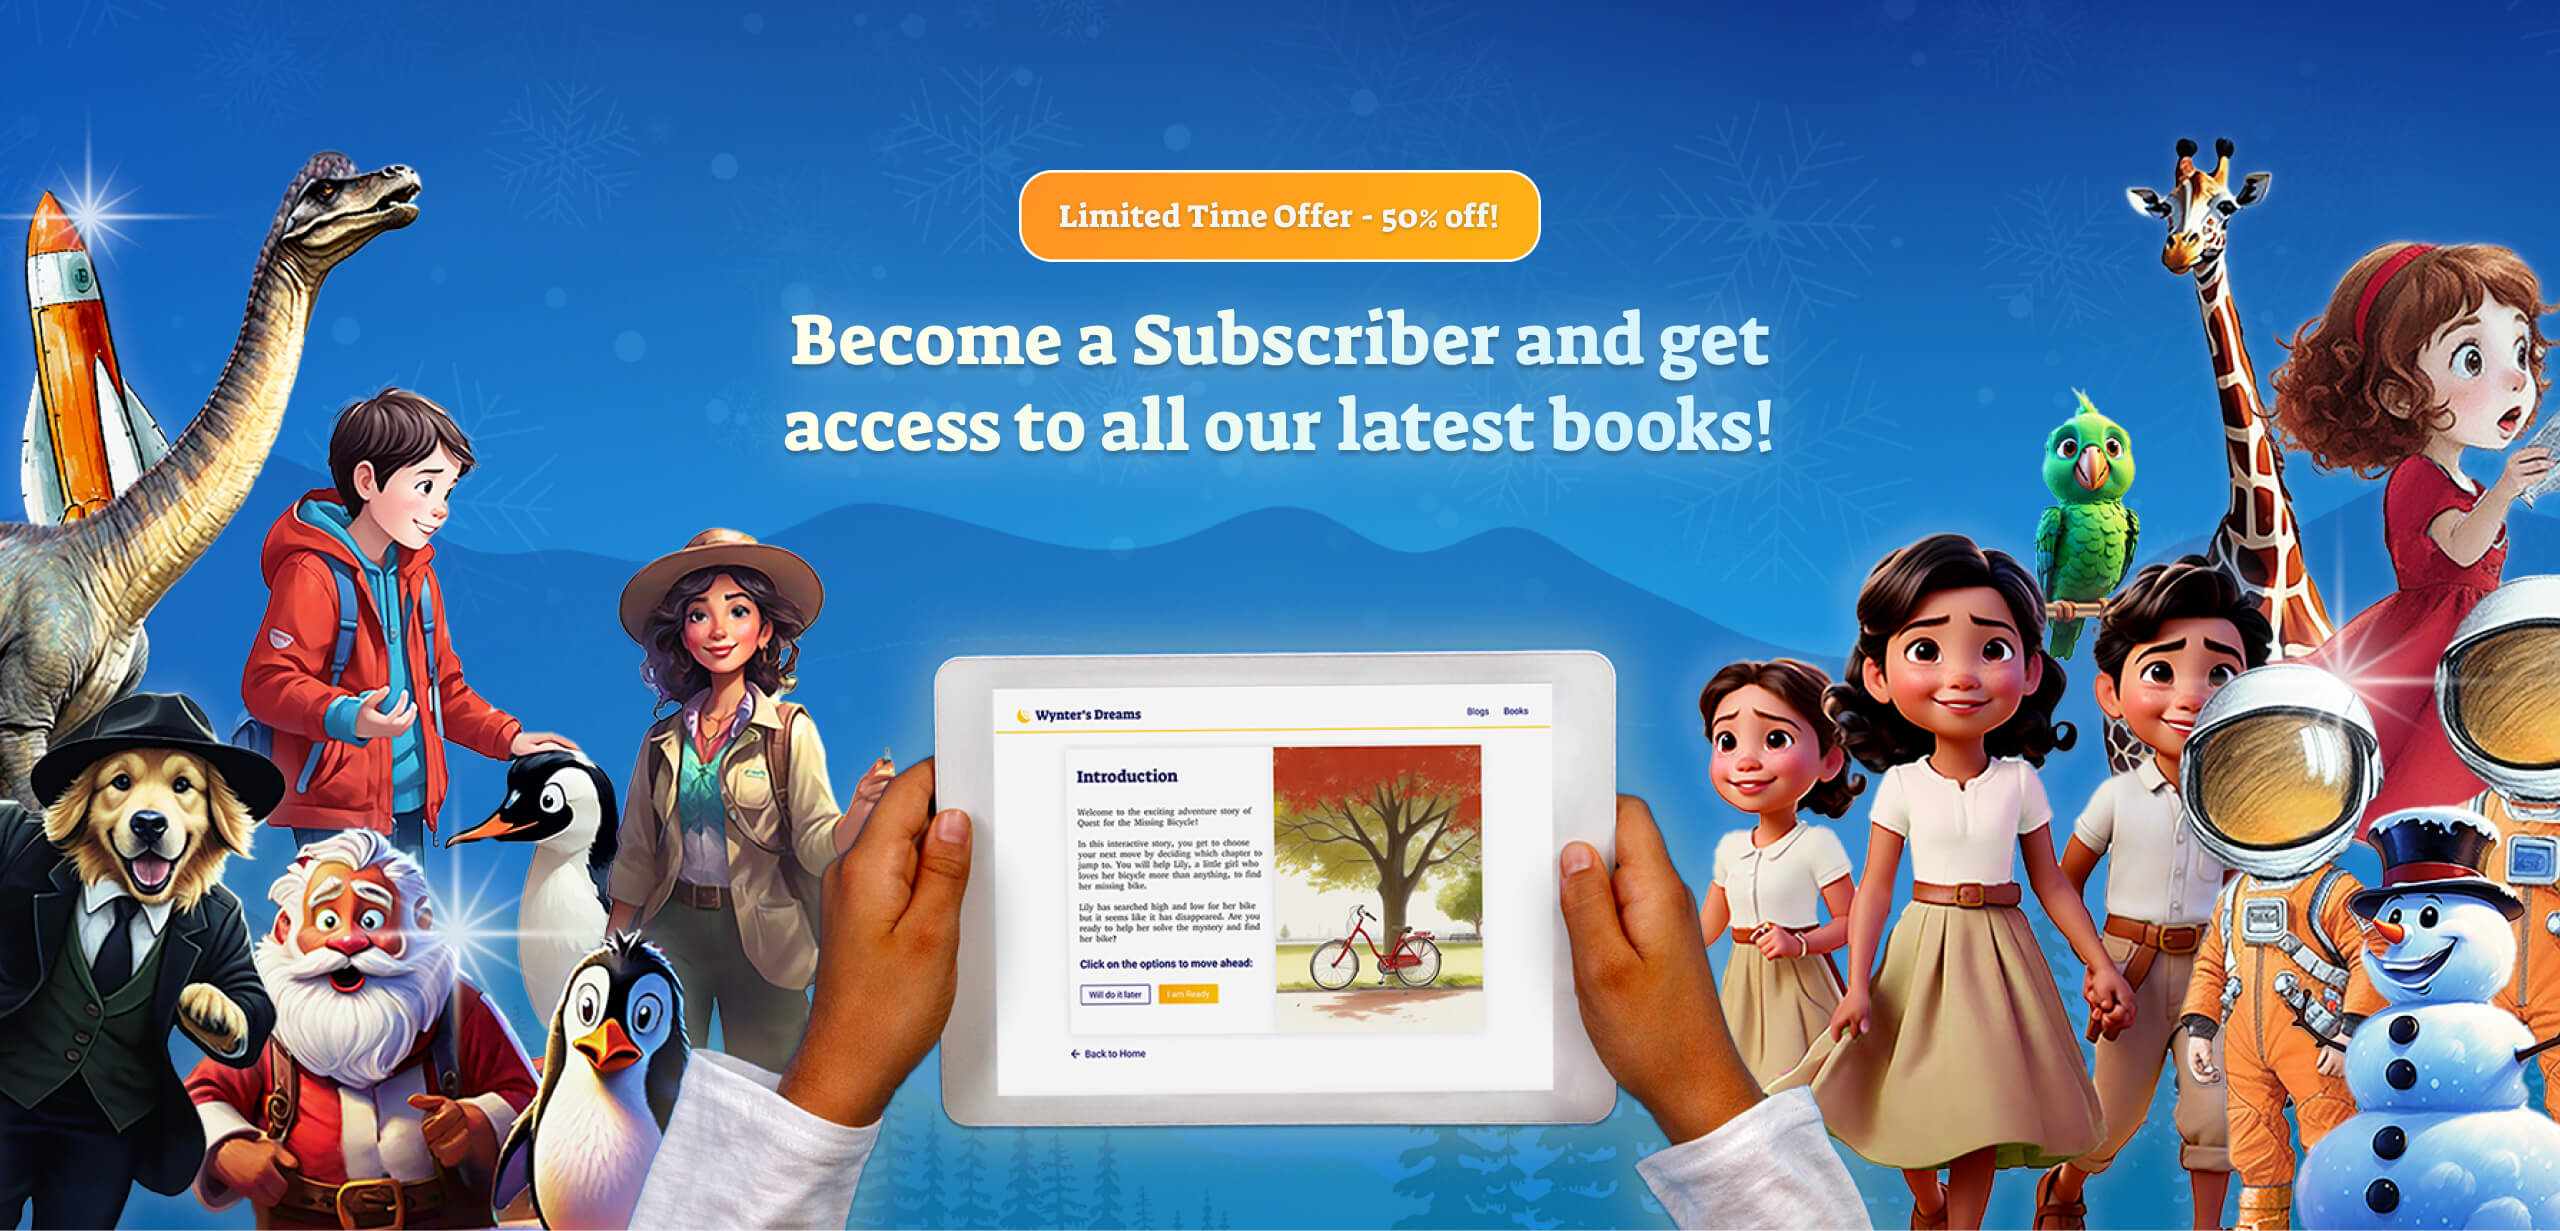 Limited Time Offer - 50% off!
Become a Subscriber and get
access to all our latest books!
Wynter's Dreams
Blogs Books
Introduction
Welcome to the exciting adventure story of
Quest for the Missing Bicycle!
In this interactive story, you get to choose
your next move by deciding which chapter to
jump to. You will help Lily, a little girl who
loves her bicycle more than anything, to find
her missing bike.
Lily has searched high and low for her bike
but it seems like it has disappeared. Are you
ready to help her solve the mystery and find
her bike?
Click on the options to move ahead:
Will do it later I am Ready
← Back to Home